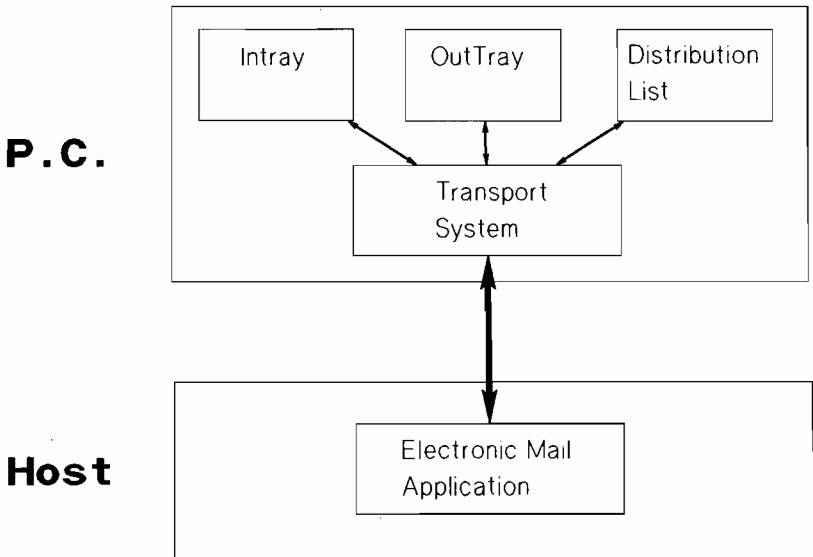 Intray
OutTray
Distribution
List
P.C.
Transport
System
Electronic Mail
Application
Host